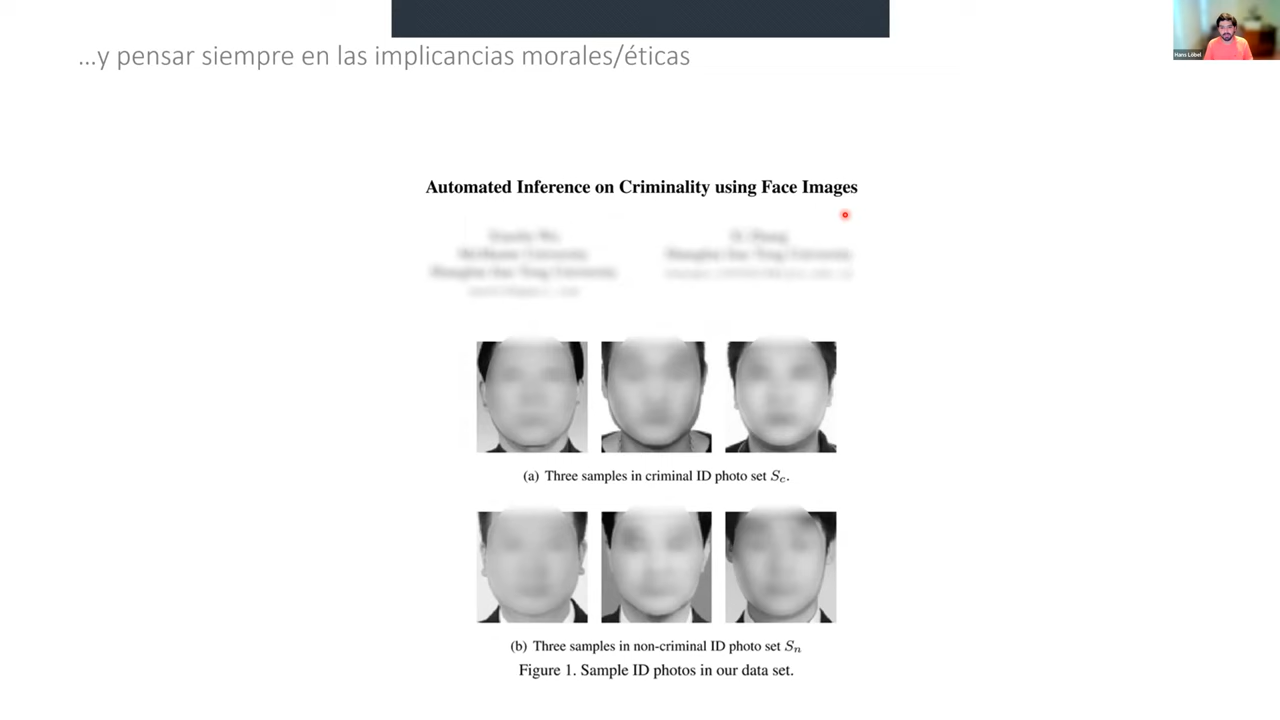 ...y pensar siempre en las implicancias morales/éticas
Hans Löbel
Automated Inference on Criminality using Face Images
(a) Three samples in criminal ID photo set Sc.
(b) Three samples in non-criminal ID photo set Sn
Figure 1. Sample ID photos in our data set.